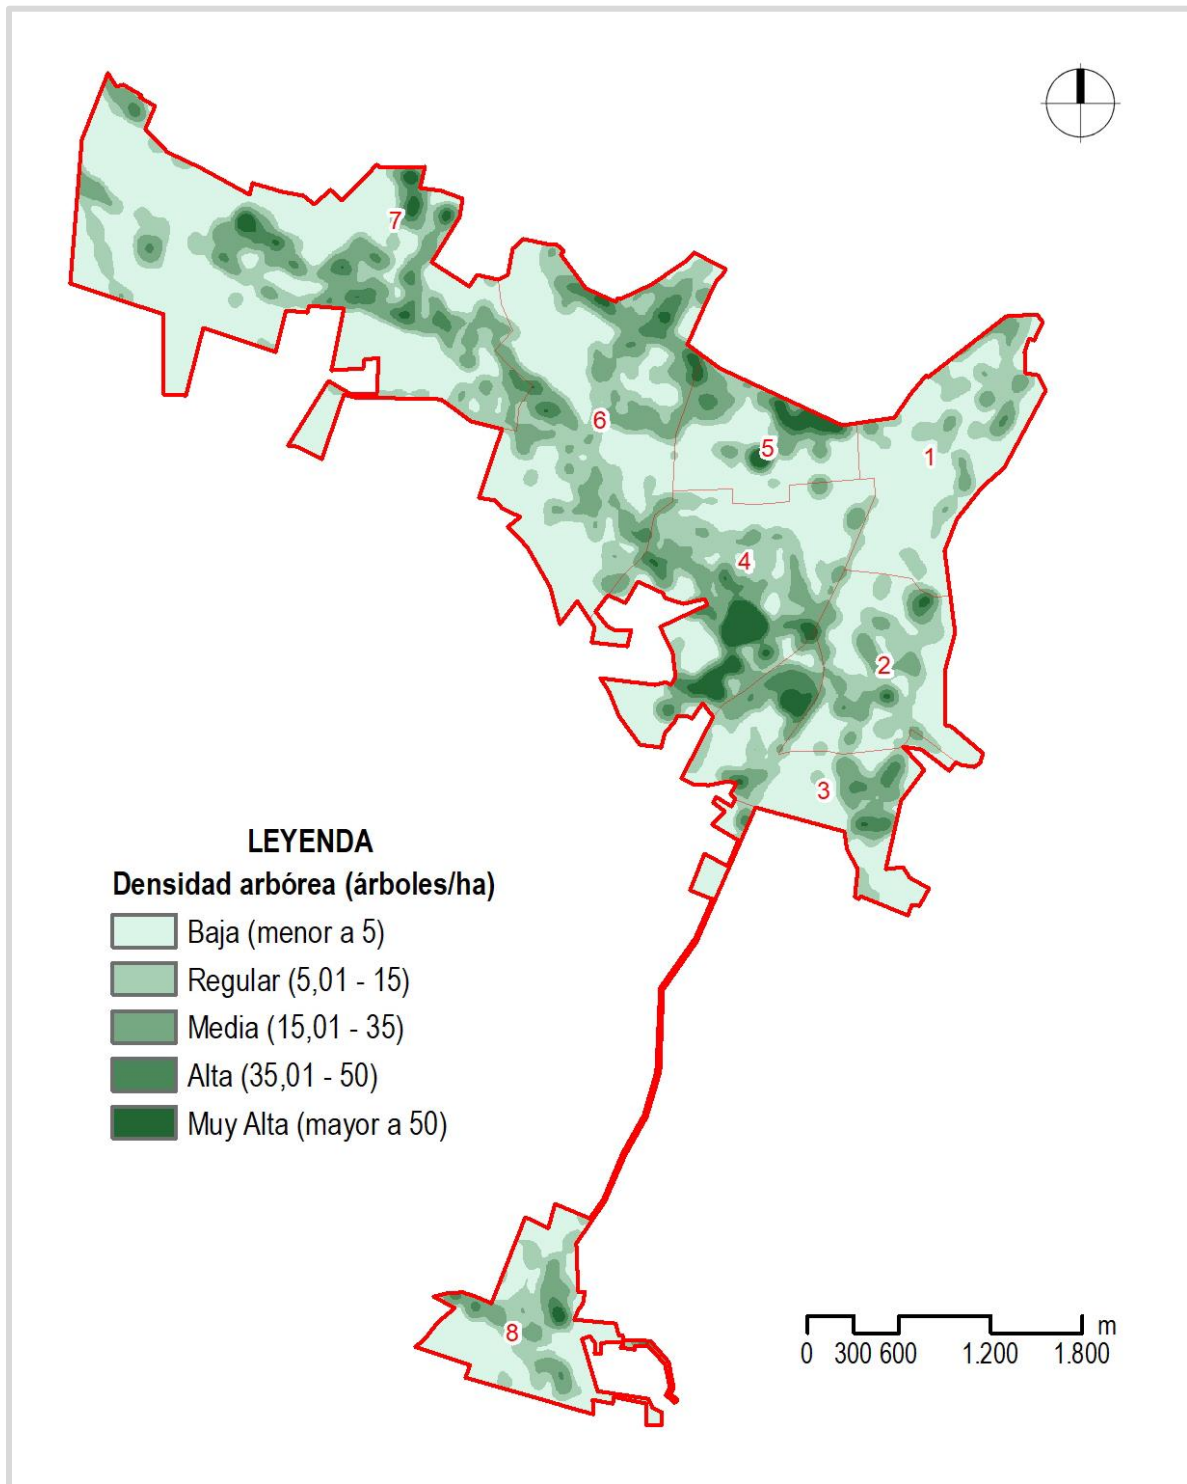 7
6
5
1
4
2
3
LEYENDA
Densidad arbórea (árboles/ha)
Baja (menor a 5)
Regular (5,01 - 15)
Media (15,01 - 35)
Alta (35,01 - 50)
Muy Alta (mayor a 50)
8
m
0 300 600 1.200 1.800